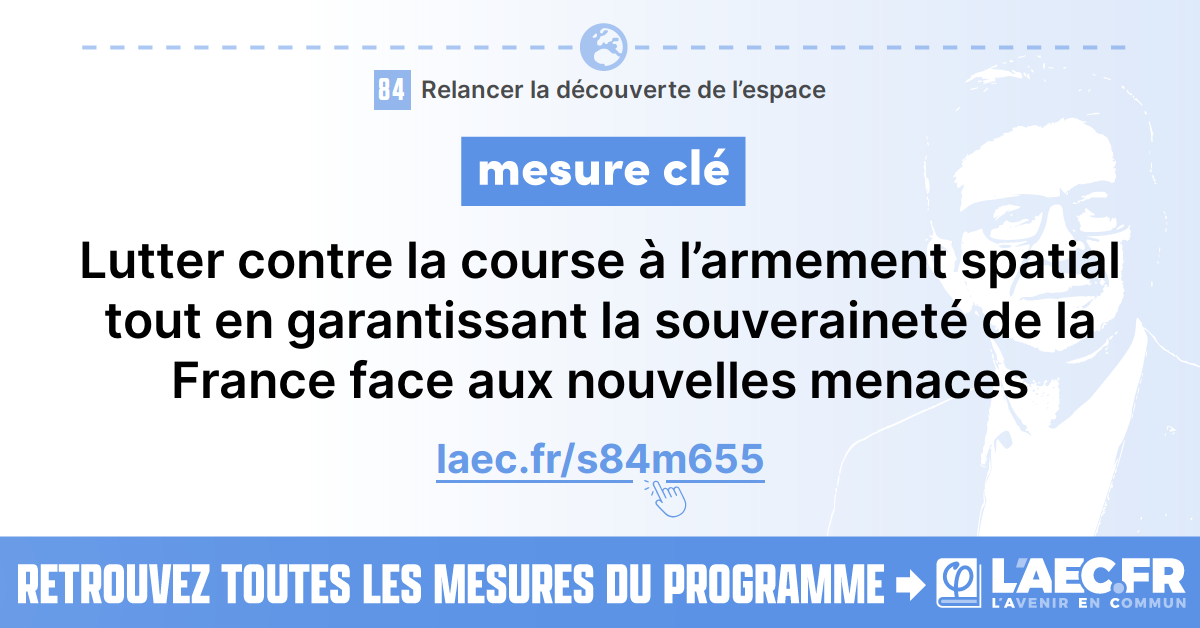 84 Relancer la découverte de l’espace
mesure clé
Lutter contre la course à l’armement spatial
tout en garantissant la souveraineté de la
France face aux nouvelles menaces
laec.fr/s84m655
RETROUVEZ TOUTES LES MESURES DU PROGRAMME
L'AEC.FR
L'AVENIR EN COMMUN